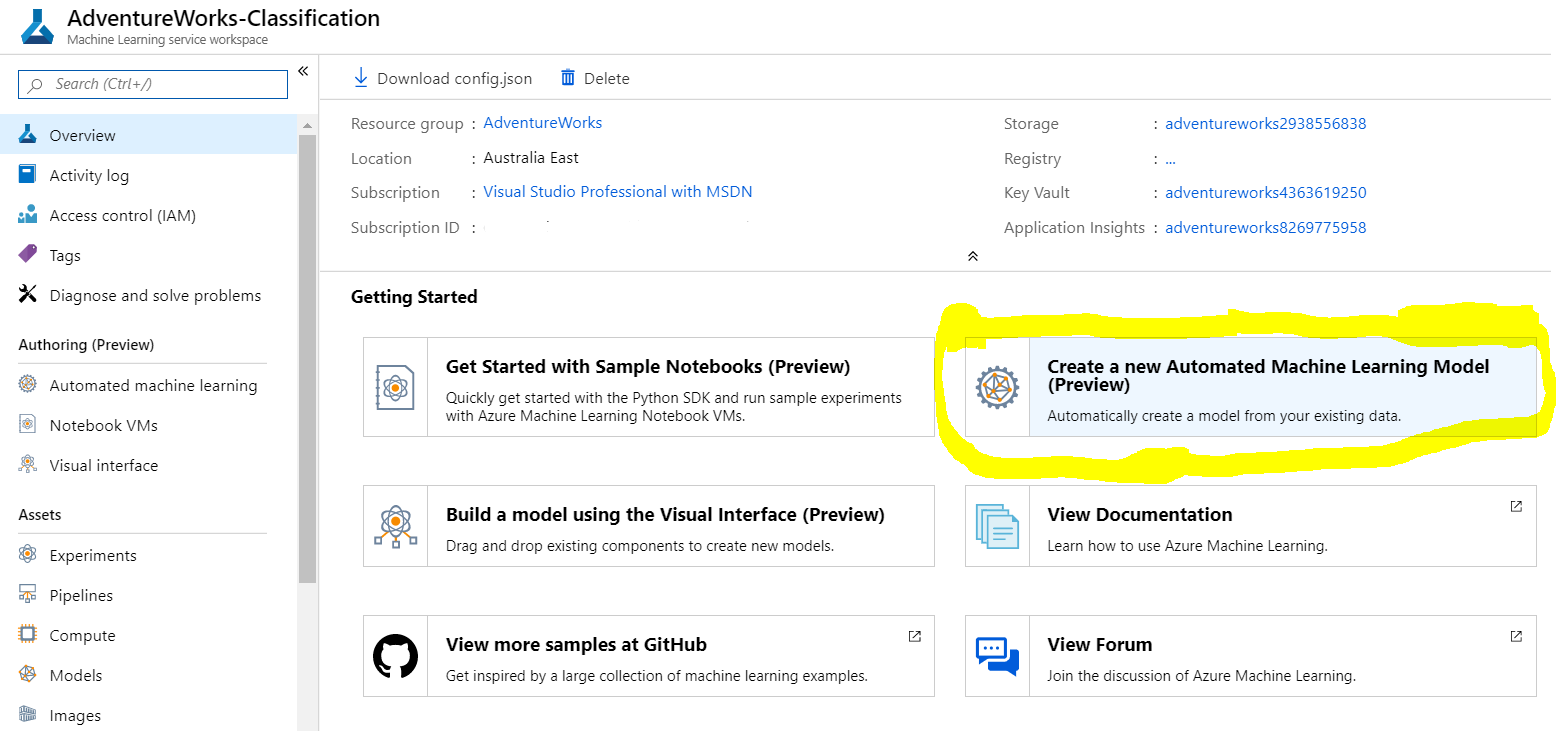 AdventureWorks-Classification
Machine Learning service workspace
Search (Ctrl+/)
Overview
Activity log
Access control (IAM)
Tags
Diagnose and solve problems
Authoring (Preview)
Automated machine learning
Notebook VMs
Visual interface
Assets
Experiments
Pipelines
Compute
Models
Images
Download config.json Delete
Resource group : AdventureWorks
Location : Australia East
Subscription : Visual Studio Professional with MSDN
Subscription ID :
Storage : adventureworks2938556838
Registry : ...
Key Vault : adventureworks4363619250
Application Insights : adventureworks8269775958
Getting Started
Get Started with Sample Notebooks (Preview)
Quickly get started with the Python SDK and run sample experiments
with Azure Machine Learning Notebook VMs.
Create a new Automated Machine Learning Model
(Preview)
Automatically create a model from your existing data.
Build a model using the Visual Interface (Preview)
Drag and drop existing components to create new models.
View Documentation
Learn how to use Azure Machine Learning.
View more samples at GitHub
Get inspired by a large collection of machine learning examples.
View Forum
Join the discussion of Azure Machine Learning.